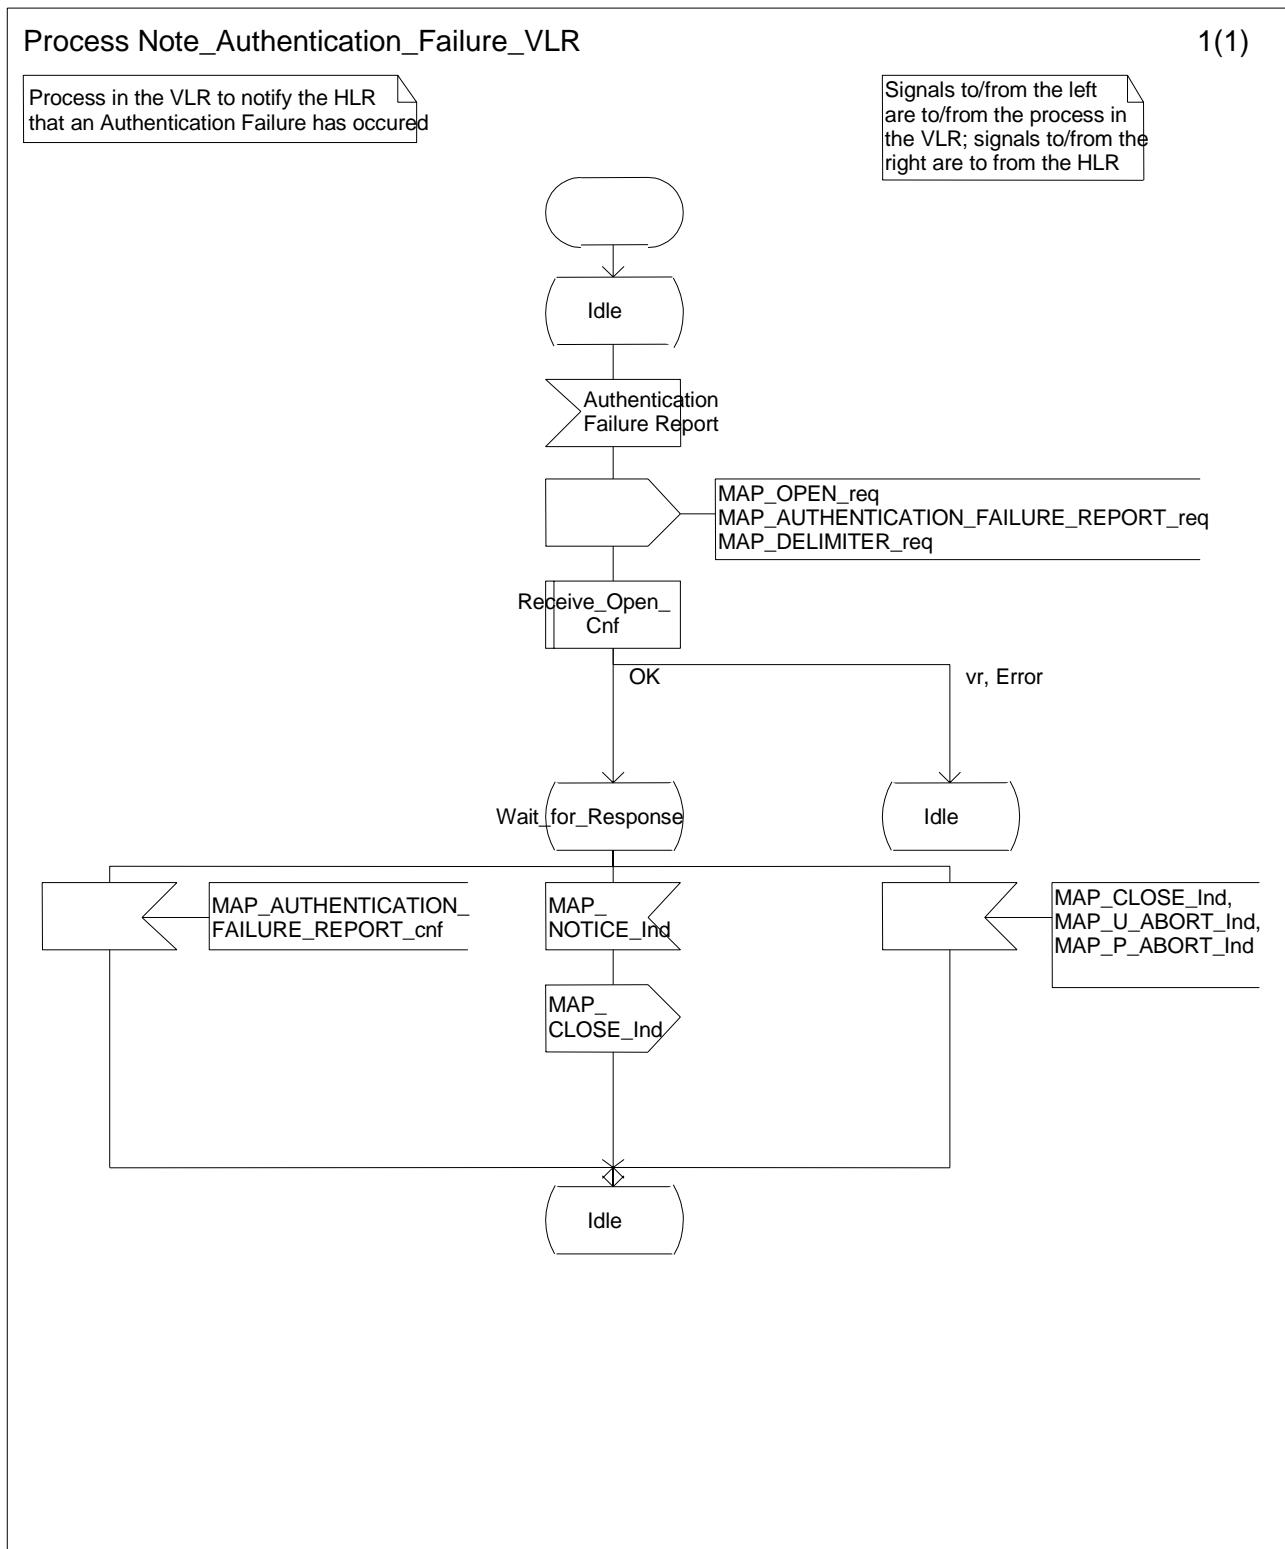 Process Note_Authentication_Failure_VLR
1(1)
Process in the VLR to notify the HLR
that an Authentication Failure has occured
Signals to/from the left
are to/from the process in
the VLR; signals to/from the
right are to from the HLR
Idle
Authentication
Failure Report
MAP_OPEN_req
MAP_AUTHENTICATION_FAILURE_REPORT_req
MAP_DELIMITER_req
Receive_Open_
Cnf
OK
vr, Error
Wait_for_Response
Idle
MAP_AUTHENTICATION_
FAILURE_REPORT_cnf
MAP_
NOTICE_Ind
MAP_CLOSE_Ind,
MAP_U_ABORT_Ind,
MAP_P_ABORT_Ind
MAP_
CLOSE_Ind
Idle